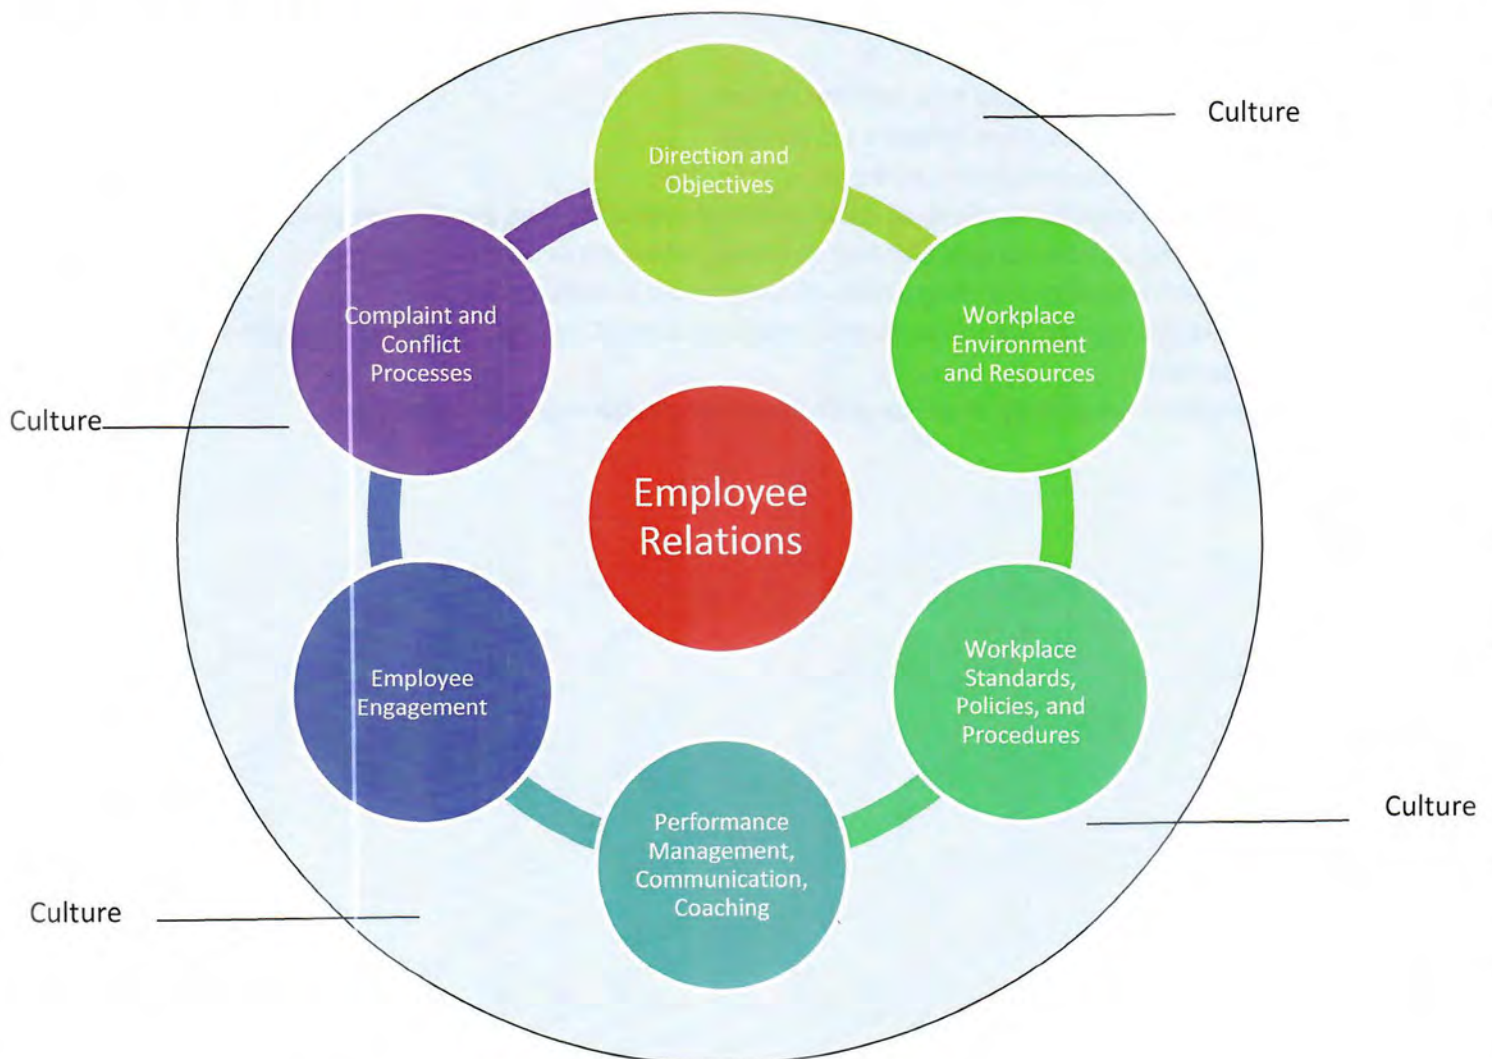 Culture
Direction and
Objectives
Workplace
Environment
and Resources
Complaint and
Conflict
Processes
Culture
Employee
Relations
Workplace
Standards,
Policies, and
Procedures
Employee
Engagement
Culture
Performance
Management,
Communication,
Coaching
Culture